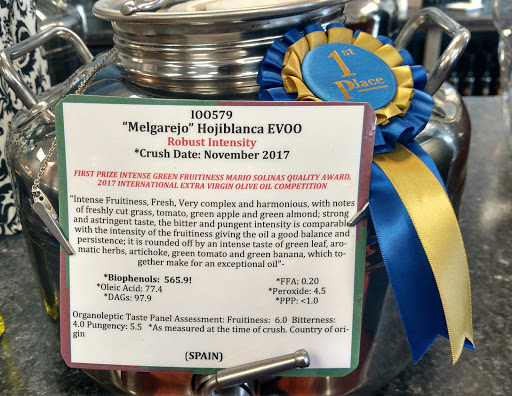 1ST
Place
IOO579
"Melgarejo" Hojiblanca EVOO
Robust Intensity
*Crush Date: November 2017
FIRST PRIZE INTENSE GREEN FRUITINESS MARIO SOLINAS QUALITY AWARD,
2017 INTERNATIONAL EXTRA VIRGIN OLIVE OIL COMPETITION
"Intense Fruitiness, Fresh, Very complex and harmonious, with notes
of freshly cut grass, tomato, green apple and green almond; strong
and astringent taste, the bitter and pungent intensity is comparable
with the intensity of the fruitiness giving the oil a good balance and
persistence; it is rounded off by an intense taste of green leaf, aro-
matic herbs, artichoke, green tomato and green banana, which to-
gether make for an exceptional oil"-
*Biophenols: 565.9! *FFA: 0.20
*Oleic Acid: 77.4 *Peroxide: 4.5
*DAGs: 97.9 *PPP: <1.0
Organoleptic Taste Panel Assessment: Fruitiness: 6.0 Bitterness:
4.0 Pungency: 5.5 *As measured at the time of crush. Country of ori-
gin
(SPAIN)